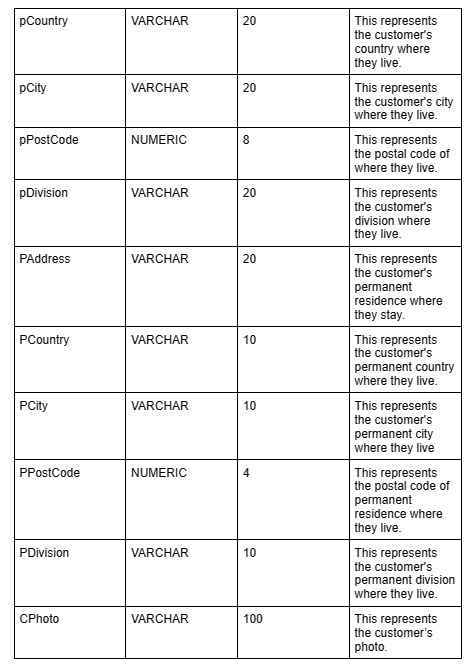 pCountry VARCHAR 20 This represents
the customer's
country where
they live.
pCity VARCHAR 20 This represents
the customer's city
where they live.
pPostCode NUMERIC 8 This represents
the postal code of
where they live.
pDivision VARCHAR 20 This represents
the customer's
division where
they live.
PAddress VARCHAR 20 This represents
the customer's
permanent
residence where
they stay.
PCountry VARCHAR 10 This represents
the customer's
permanent country
where they live.
PCity VARCHAR 10 This represents
the customer's
permanent city
where they live
PPostCode NUMERIC 4 This represents
the postal code of
permanent
residence where
they live.
PDivision VARCHAR 10 This represents
the customer's
permanent division
where they live.
CPhoto VARCHAR 100 This represents
the customer's
photo.